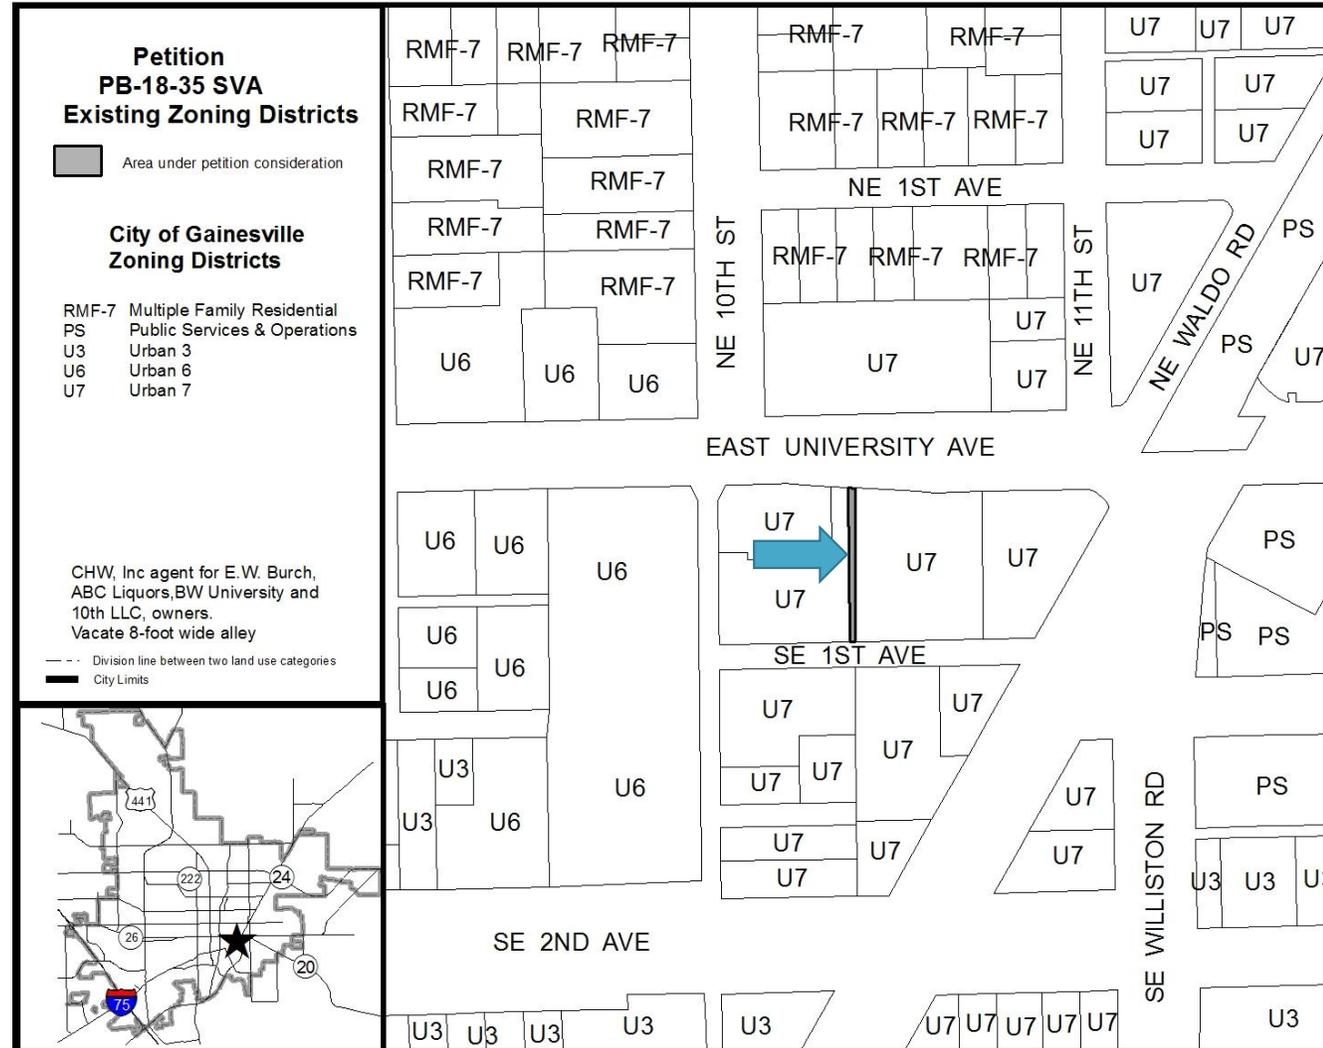 Petition
PB-18-35 SVA
Existing Zoning Districts
Area under petition consideration
City of Gainesville
Zoning Districts
RMF-7 Multiple Family Residential
PS Public Services & Operations
U3 Urban 3
U6 Urban 6
U7 Urban 7
CHW, Inc agent for E.W. Burch,
ABC Liquors,BW University and
10th LLC, owners.
Vacate 8-foot wide alley
Division line between two land use categories
City Limits
441
222
24
26
20
75
RMF-7 RMF-7 RMF-7 RMF-7 RMF-7 U7 U7 U7
U7 U7
RMF-7 RMF-7 RMF-7 RMF-7 RMF-7 U7 U7
RMF-7 RMF-7
NE 1ST AVE
RMF-7 RMF-7 PS
RMF-7 RMF-7 RMF-7
RMF-7 RMF-7 U7
NE 10TH ST
NE 11TH ST
NE WALDO RD
U7 PS U7
U6 U6 U6 U7 U7
EAST UNIVERSITY AVE
U7
U6 U6 U6 U7 U7 PS
U7
U6 U6 PS PS
SE 1ST AVE
U6 U7 U7
U7
U3 U6 U7 U7 U7 PS
U3 U6
U7 U7 U7
U7 U3 U3 U3
SE WILLISTON RD
SE 2ND AVE
U3 U3 U3 U3 U3 U7 U7 U7 U7 U7 U3